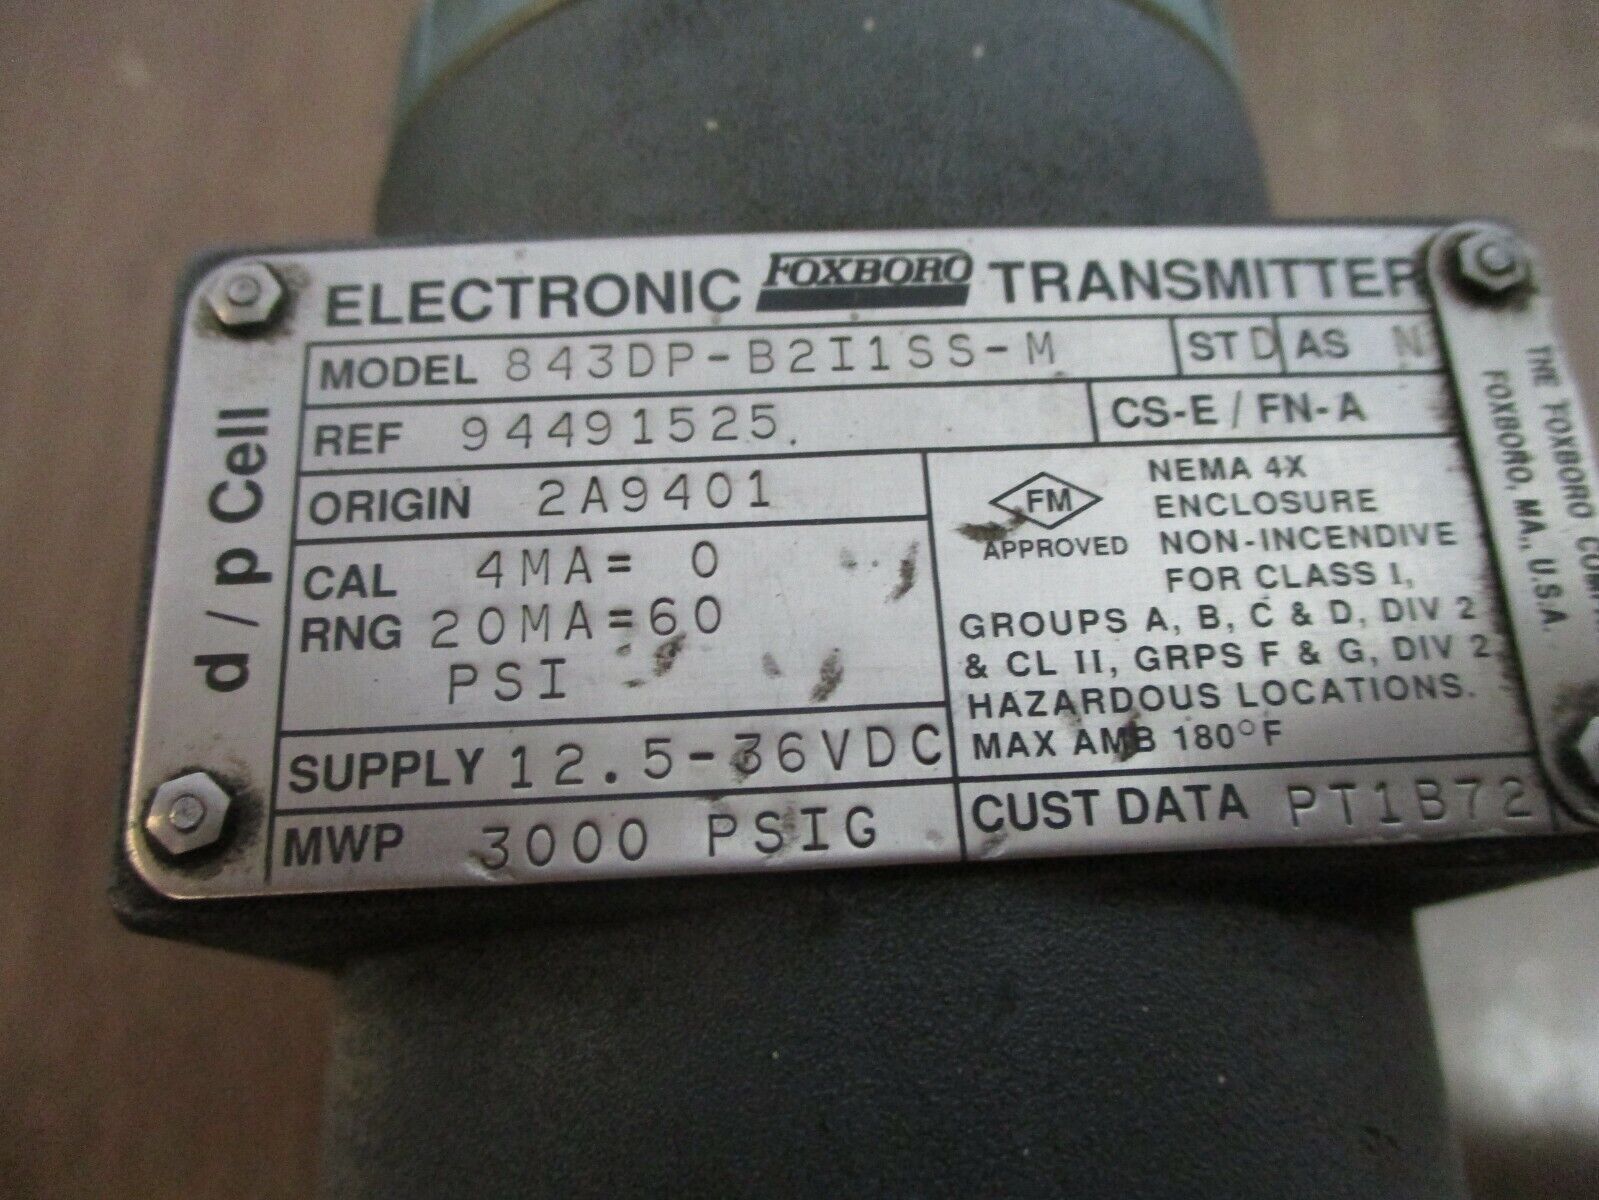 ELECTRONIC FOXBORO TRANSMITTER
MODEL 843DP-B2I1SS-M ST D AS N
REF 94491525. CS-E / FN-A
ORIGIN 2A9401
CAL 4MA= 0
RNG 20MA=60
PSI
SUPPLY 12.5-36VDC
MWP 3000 PSIG
d / p Cell
FM
APPROVED
NEMA 4X
ENCLOSURE
NON-INCENDIVE
FOR CLASS I,
GROUPS A, B, C & D, DIV 2
& CL II, GRPS F & G, DIV 2
HAZARDOUS LOCATIONS.
MAX AMB 180°F
CUST DATA PT1B72
THE FOXBORO
FOXBORO, MA., U.S.A.